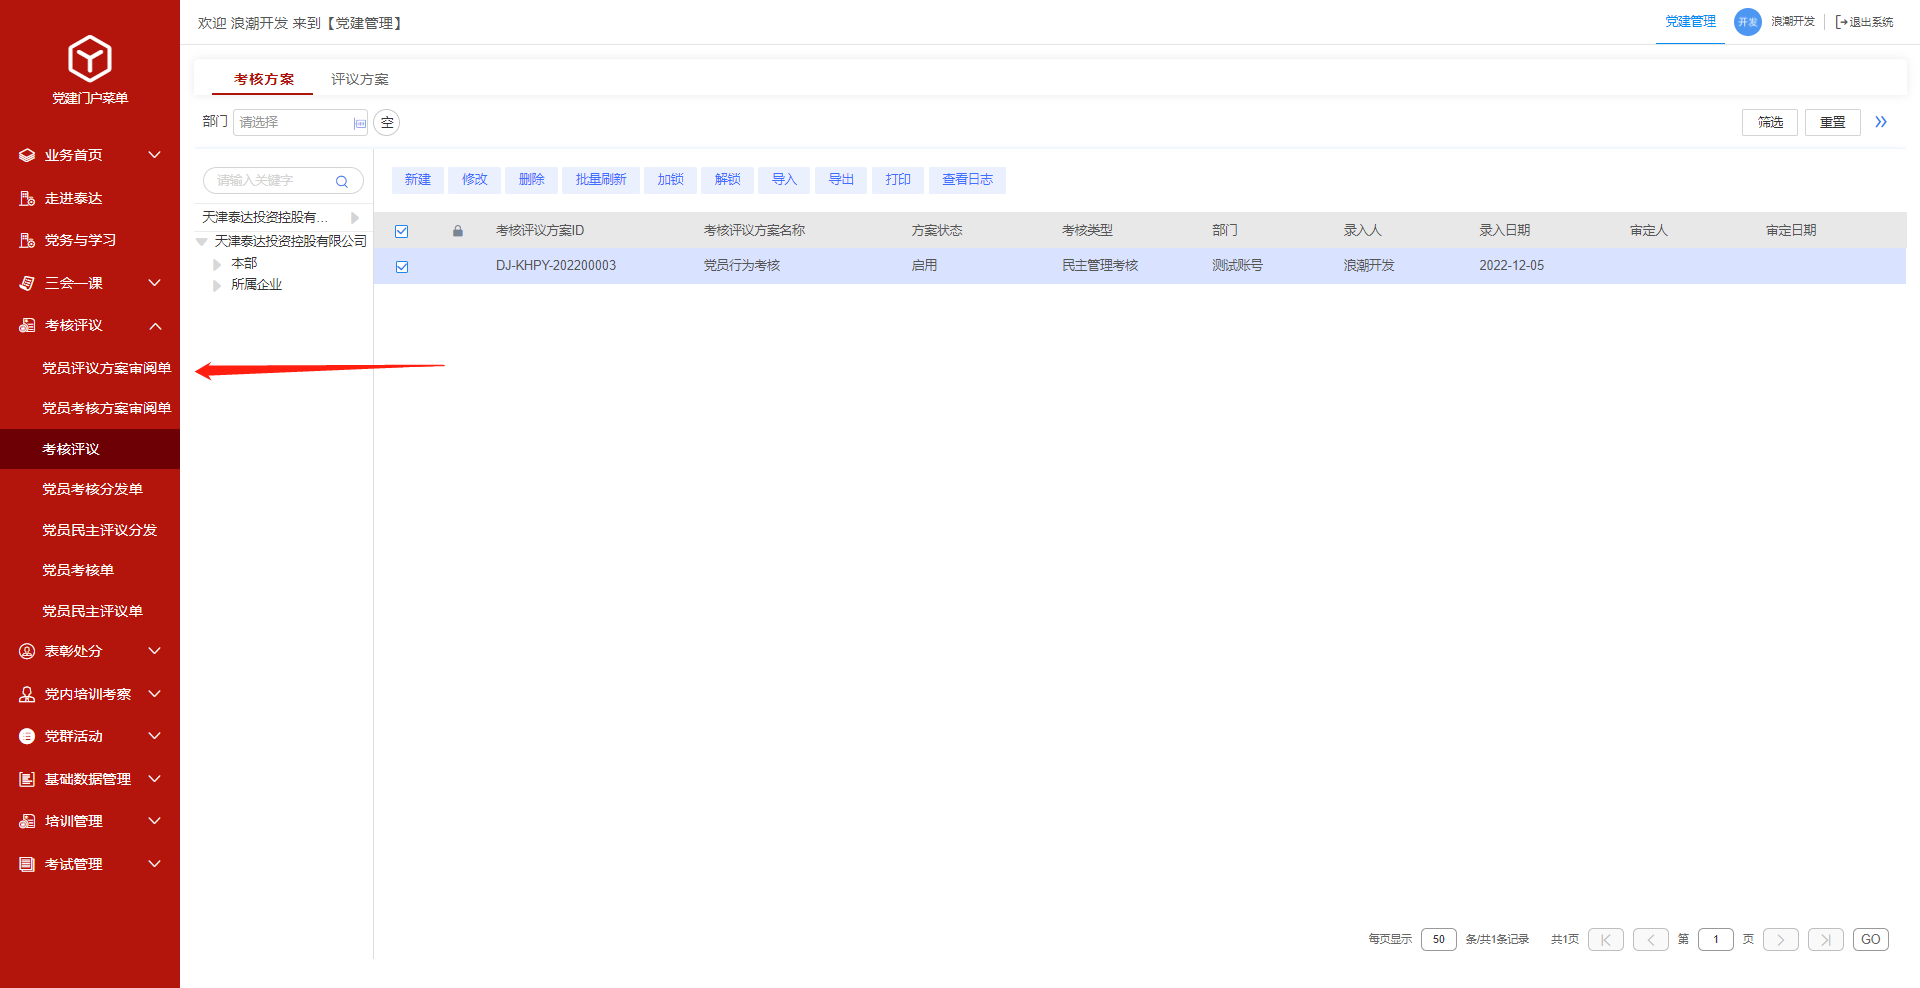 欢迎 浪潮开发 来到【党建管理】
党建管理
开发
浪潮开发
退出系统
党建门户菜单
业务首页
走进泰达
党务与学习
三会一课
考核评议
党员评议方案审阅单
党员考核方案审阅单
考核评议
党员考核分发单
党员民主评议分发
党员考核单
党员民主评议单
表彰处分
党内培训考察
党群活动
基础数据管理
培训管理
考试管理
考核方案 评议方案
部门 请选择 空
筛选 重置
请输入关键字
天津泰达投资控股有...
天津泰达投资控股有限公司
本部
所属企业
新建 修改 删除 批量刷新 加锁 解锁 导入 导出 打印 查看日志
考核评议方案ID 考核评议方案名称 方案状态 考核类型 部门 录入人 录入日期 审定人 审定日期
DJ-KHPY-202200003 党员行为考核 启用 民主管理考核 测试账号 浪潮开发 2022-12-05
每页显示 50 条/共1条记录 共1页 第 1 页 GO